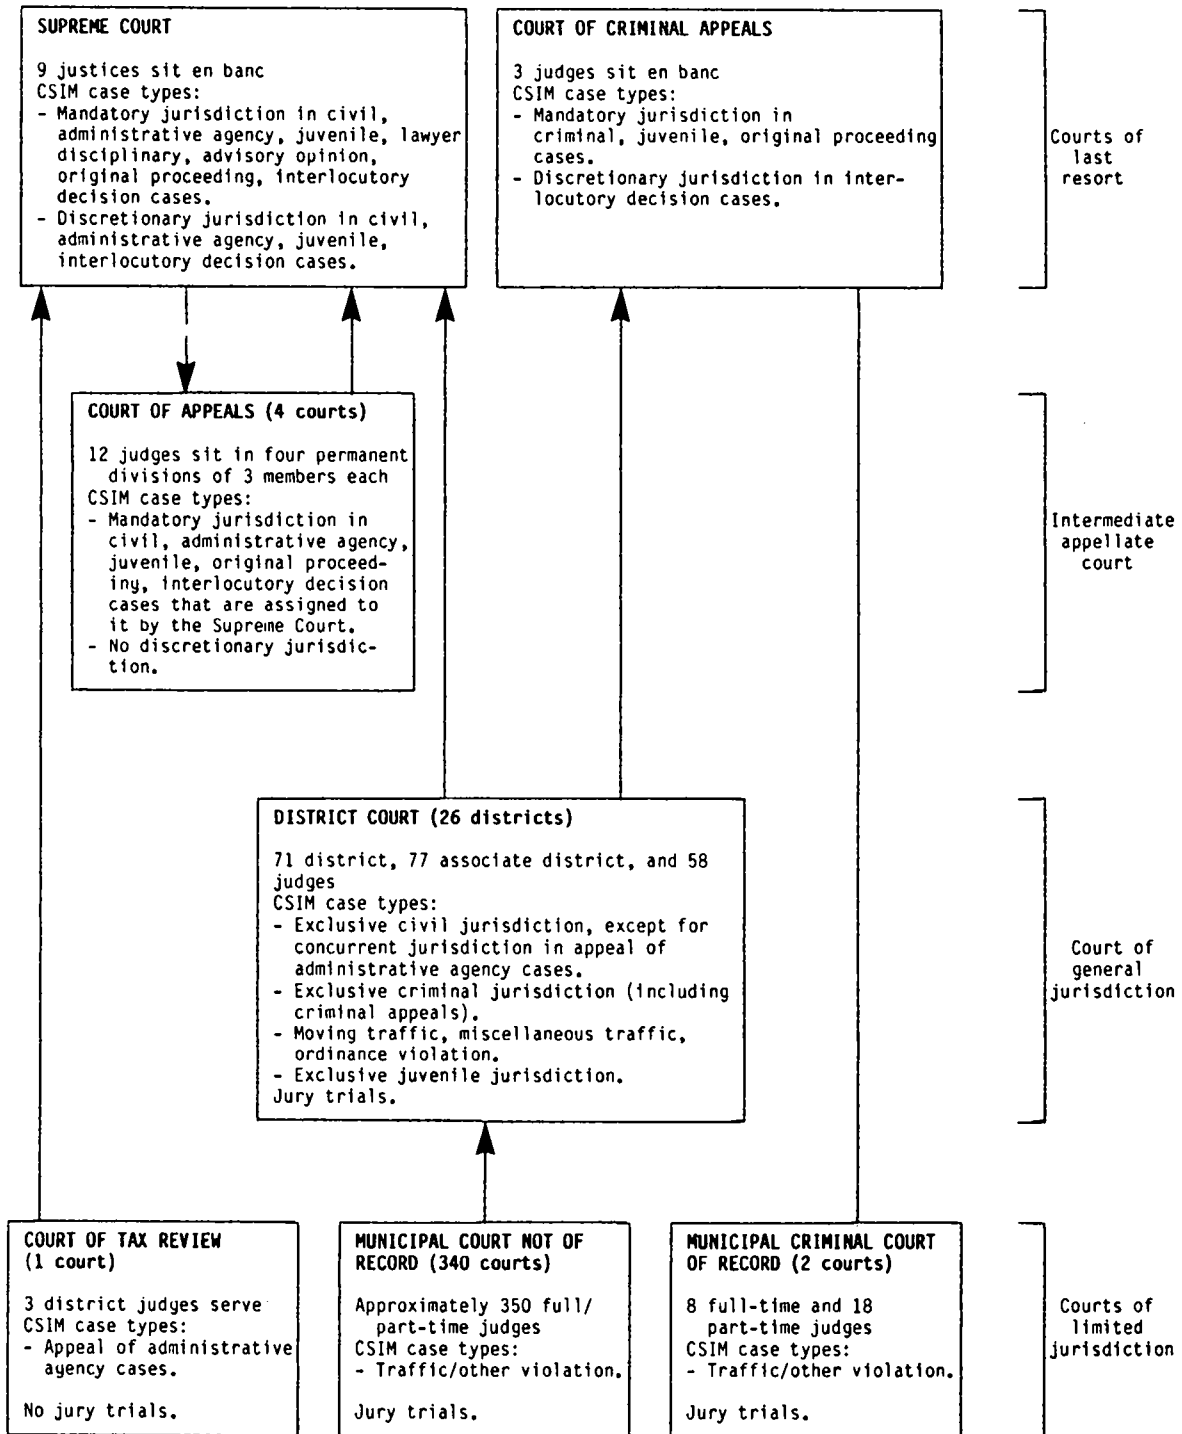 SUPREME COURT
9 justices sit en banc
CSIM case types:
- Mandatory jurisdiction in civil,
administrative agency, juvenile, lawyer
disciplinary, advisory opinion,
original proceeding, interlocutory
decision cases.
- Discretionary jurisdiction in civil,
administrative agency, juvenile,
interlocutory decision cases.
COURT OF CRIMINAL APPEALS
3 judges sit en banc
CSIM case types:
- Mandatory jurisdiction in
criminal, juvenile, original proceeding
cases.
- Discretionary jurisdiction in inter-
locutory decision cases.
Courts of
last
resort
COURT OF APPEALS (4 courts)
12 judges sit in four permanent
divisions of 3 members each
CSIM case types:
- Mandatory jurisdiction in
civil, administrative agency,
juvenile, original proceed-
ing, interlocutory decision
cases that are assigned to
it by the Supreme Court.
- No discretionary jurisdic-
tion.
Intermediate
appellate
court
DISTRICT COURT (26 districts)
71 district, 77 associate district, and 58
judges
CSIM case types:
- Exclusive civil jurisdiction, except for
concurrent jurisdiction in appeal of
administrative agency cases.
- Exclusive criminal jurisdiction (including
criminal appeals).
- Moving traffic, miscellaneous traffic,
ordinance violation.
- Exclusive juvenile jurisdiction.
Jury trials.
Court of
general
jurisdiction
COURT OF TAX REVIEW
(1 court)
3 district judges serve
CSIM case types:
- Appeal of administrative
agency cases.
No jury trials.
MUNICIPAL COURT NOT OF
RECORD (340 courts)
Approximately 350 full/
part-time judges
CSIM case types:
- Traffic/other violation.
Jury trials.
MUNICIPAL CRIMINAL COURT
OF RECORD (2 courts)
8 full-time and 18
part-time judges
CSIM case types:
- Traffic/other violation.
Jury trials.
Courts of
limited
jurisdiction